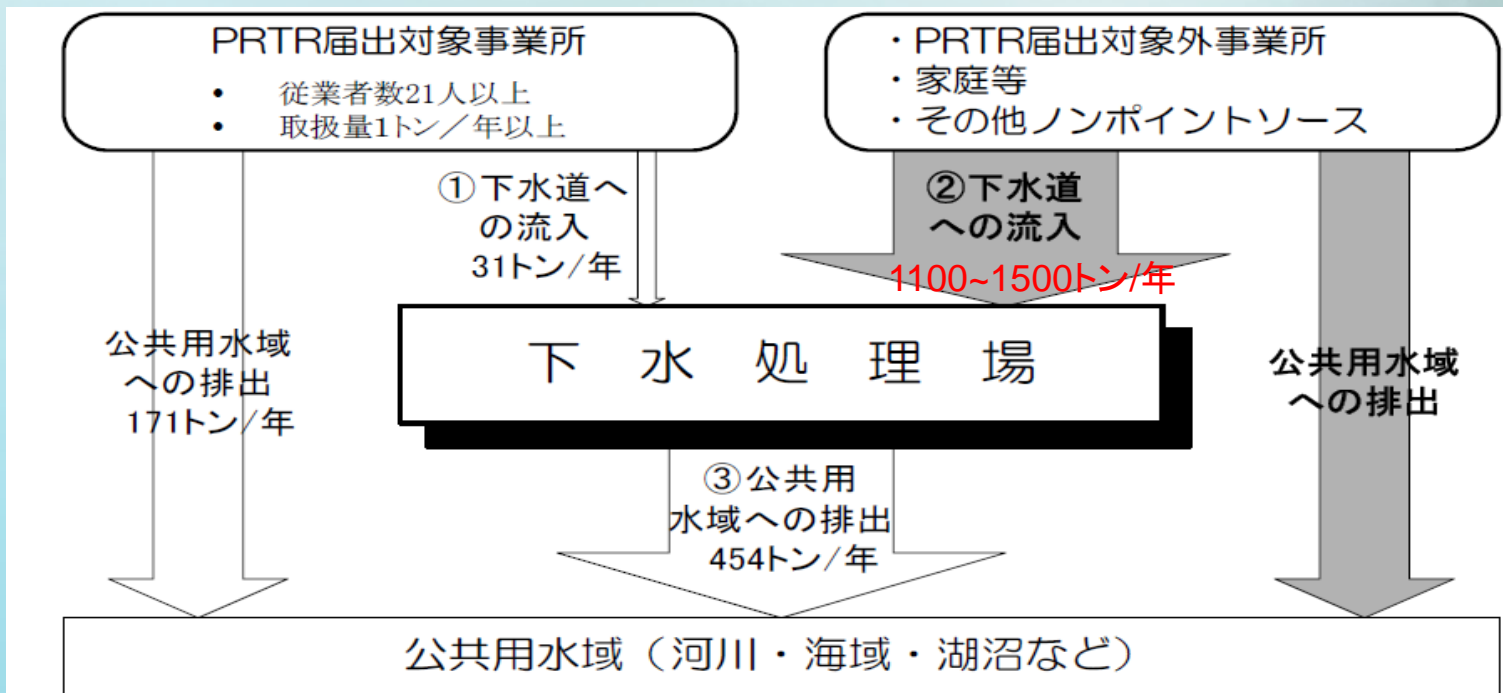 PRTR届出対象事業所
• 従業者数21人以上
• 取扱量1トン／年以上
・PRTR届出対象外事業所
・家庭等
・その他ノンポイントソース
①下水道へ
の流入
31トン/年
②下水道
への流入
1100~1500トン/年
下水処理場
公共用水域
への排出
171トン/年
公共用水域
への排出
③公共用
水域への排出
454トン/年
公共用水域（河川・海域・湖沼など）